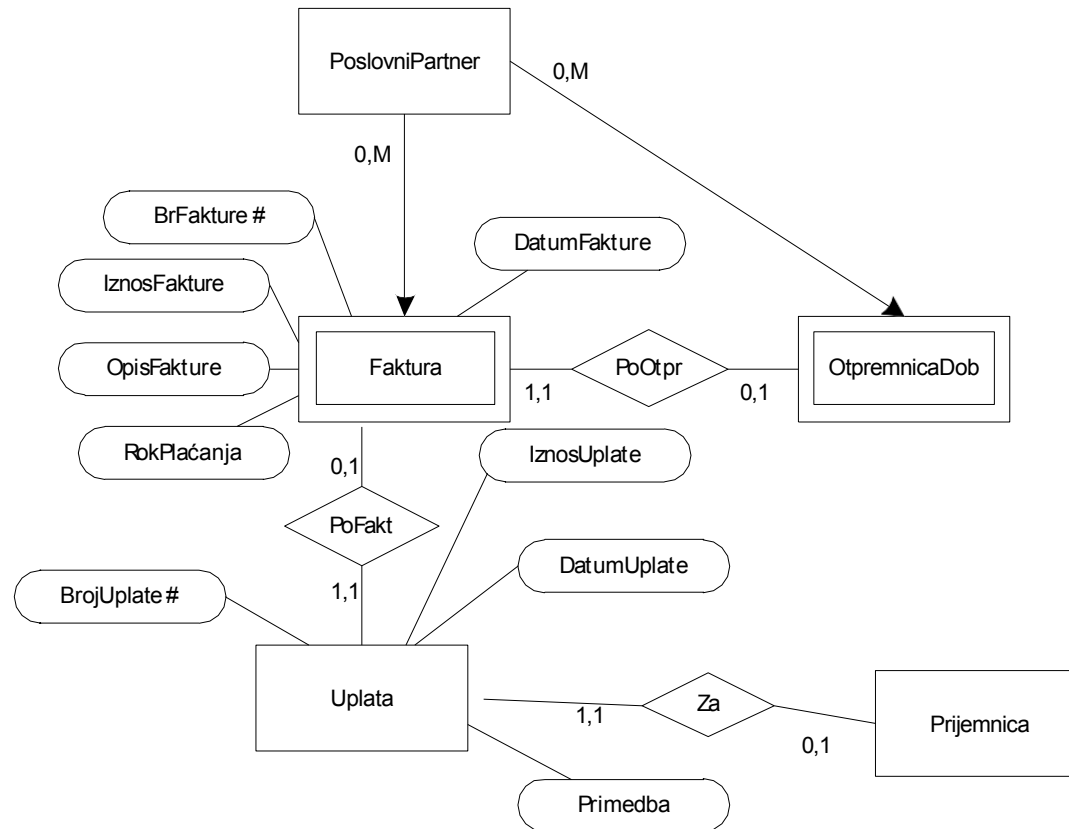 PoslovniPartner
0,M
0,M
BrFakture #
DatumFakture
IznosFakture
OpisFakture
Faktura
PoOtpr
OtpremnicaDob
1,1
0,1
RokPlaćanja
IznosUplate
0,1
PoFakt
DatumUplate
1,1
BrojUplate #
Uplata
Za
1,1
Prijemnica
0,1
Primedba